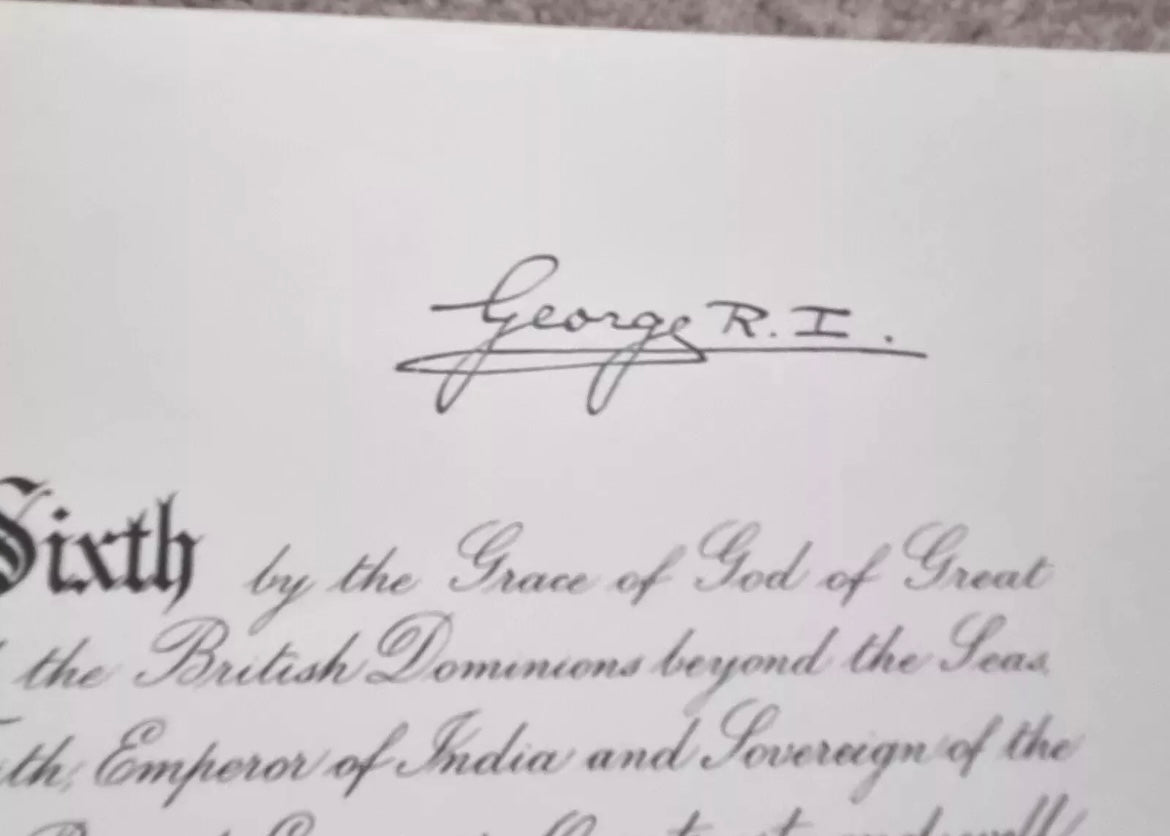 George R.I.
Sixth by the Grace of God of Great
the British Dominions beyond the Seas
th, Emperor of India and Sovereign of the